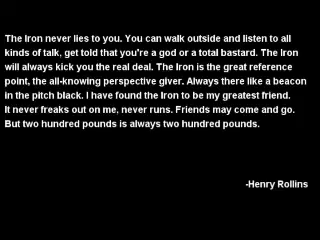 The Iron never lies to you. You can walk outside and listen to all
kinds of talk, get told that you're a god or a total bastard. The Iron
will always kick you the real deal. The Iron is the great reference
point, the all-knowing perspective giver. Always there like a beacon
in the pitch black. I have found the Iron to be my greatest friend.
It never freaks out on me, never runs. Friends may come and go.
But two hundred pounds is always two hundred pounds.
-Henry Rollins